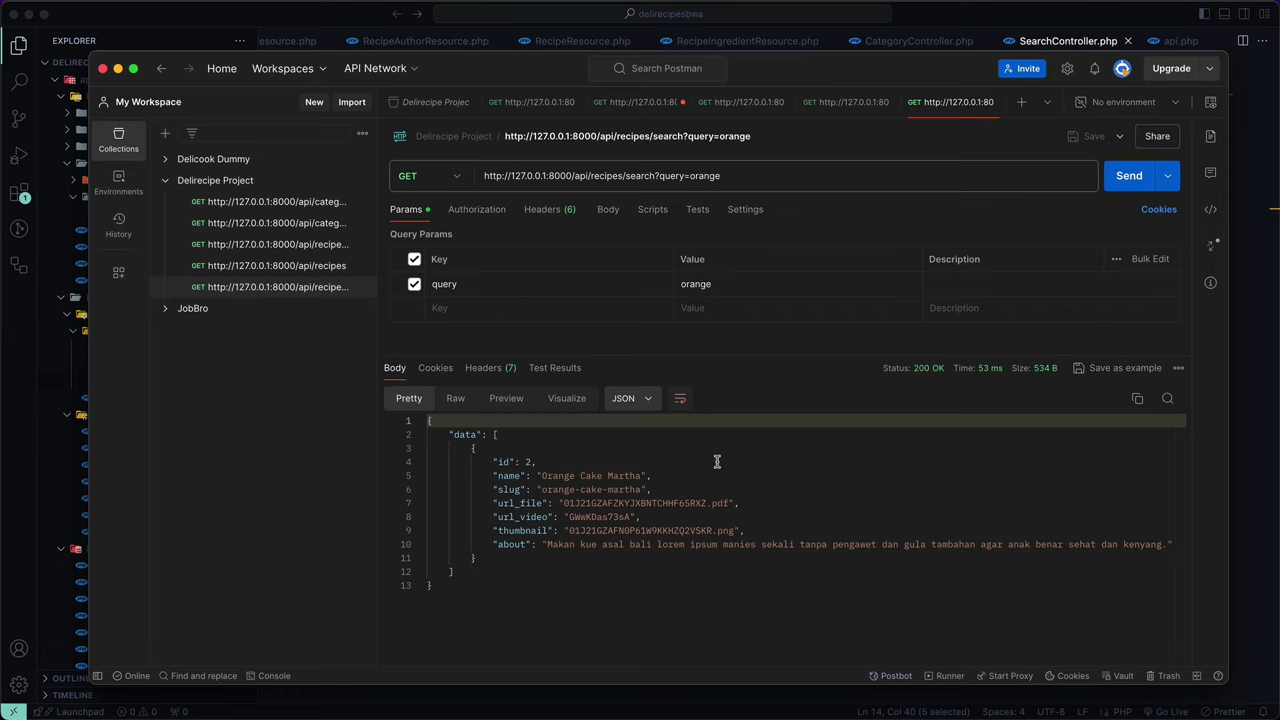 delirecipesbwa
EXPLORER
esource.php
RecipeAuthorResource.php
RecipeResource.php
RecipeIngredientResource.php
CategoryController.php
SearchController.php
api.php
DELIRECIPESBWA
Home
Workspaces
API Network
Search Postman
Invite
Upgrade
My Workspace
New
Import
Delirecipe Projec
GET http://127.0.0.1:80
GET http://127.0.0.1:80
GET http://127.0.0.1:80
GET http://127.0.0.1:80
GET http://127.0.0.1:80
No environment
Collections
Environments
History
Delicook Dummy
Delirecipe Project
GET http://127.0.0.1:8000/api/categ...
GET http://127.0.0.1:8000/api/categ...
GET http://127.0.0.1:8000/api/recipe...
GET http://127.0.0.1:8000/api/recipes
GET http://127.0.0.1:8000/api/recipe...
JobBro
HTTP
Delirecipe Project / http://127.0.0.1:8000/api/recipes/search?query=orange
Save
Share
GET
http://127.0.0.1:8000/api/recipes/search?query=orange
Send
Params
Authorization
Headers (6)
Body
Scripts
Tests
Settings
Cookies
Query Params
Key
Value
Description
Bulk Edit
query
orange
Key
Value
Description
Body
Cookies
Headers (7)
Test Results
Status: 200 OK
Time: 53 ms
Size: 534 B
Save as example
Pretty
Raw
Preview
Visualize
JSON
1 {
2 "data": [
3 {
4 "id": 2,
5 "name": "Orange Cake Martha",
6 "slug": "orange-cake-martha",
7 "url_file": "01J21GZAFZKYJXBNTCHHF65RXZ.pdf",
8 "url_video": "GWwKDas73sA",
9 "thumbnail": "01J21GZAFN0P61W9KKHZQ2VSKR.png",
10 "about": "Makan kue asal bali lorem ipsum manies sekali tanpa pengawet dan gula tambahan agar anak benar sehat dan kenyang."
11 }
12 ]
13 }
Online
Find and replace
Console
Postbot
Runner
Start Proxy
Cookies
Vault
Trash
OUTLINE
TIMELINE
Launchpad
0
0
0
Ln 14, Col 40 (5 selected)
Spaces: 4
UTF-8
LF
PHP
Go Live
Prettier